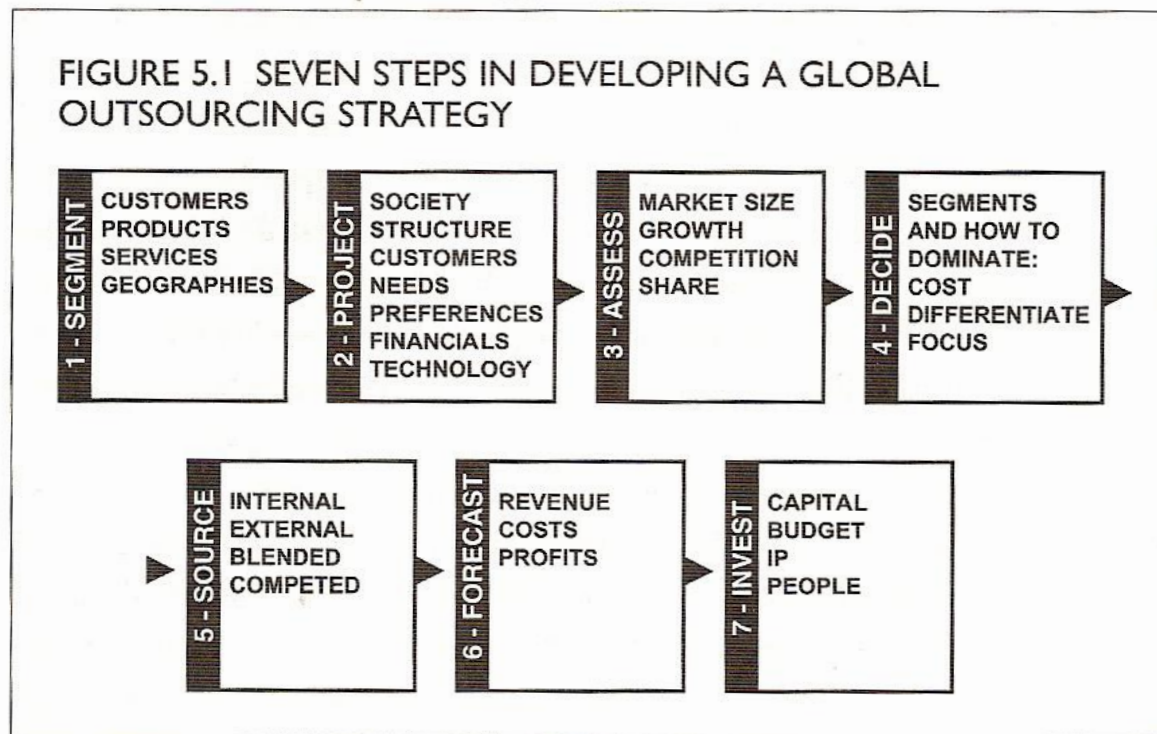 FIGURE 5.1 SEVEN STEPS IN DEVELOPING A GLOBAL
OUTSOURCING STRATEGY
1 - SEGMENT
CUSTOMERS
PRODUCTS
SERVICES
GEOGRAPHIES
2 - PROJECT
SOCIETY
STRUCTURE
CUSTOMERS
NEEDS
PREFERENCES
FINANCIALS
TECHNOLOGY
3 - ASSESS
MARKET SIZE
GROWTH
COMPETITION
SHARE
4 - DECIDE
SEGMENTS
AND HOW TO
DOMINATE:
COST
DIFFERENTIATE
FOCUS
5 - SOURCE
INTERNAL
EXTERNAL
BLENDED
COMPETED
6 - FORECAST
REVENUE
COSTS
PROFITS
7 - INVEST
CAPITAL
BUDGET
IP
PEOPLE